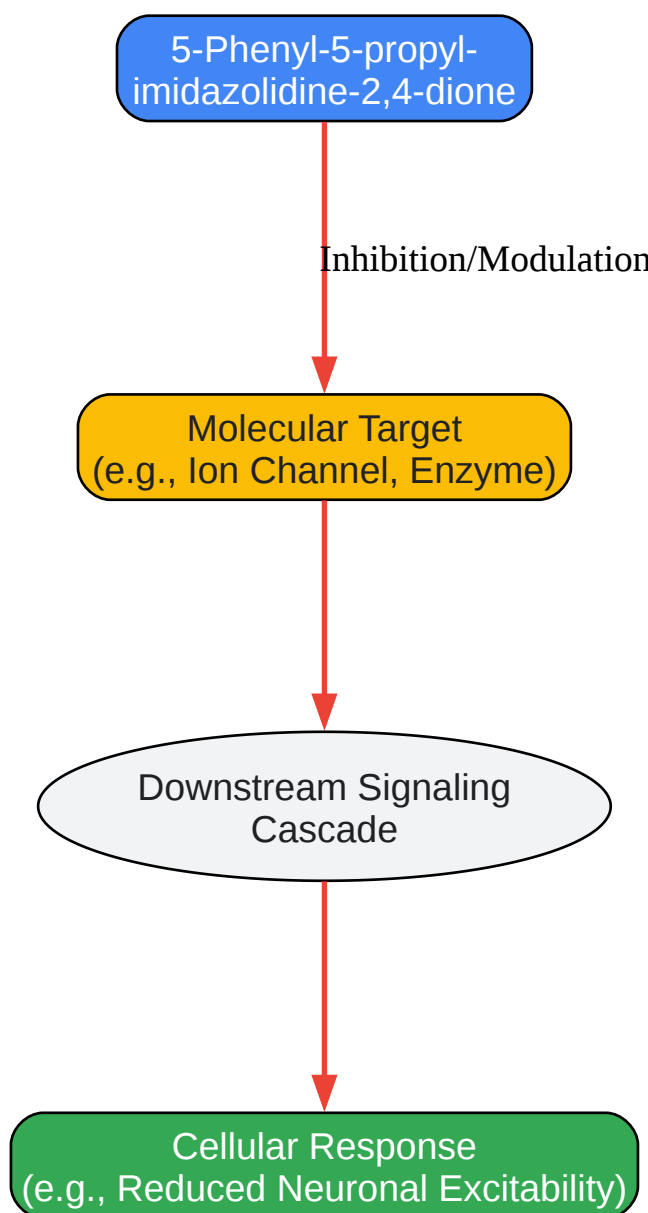 5-Phenyl-5-propyl-
imidazolidine-2,4-dione
Inhibition/Modulation
Molecular Target
(e.g., Ion Channel, Enzyme)
Downstream Signaling
Cascade
Cellular Response
(e.g., Reduced Neuronal Excitability)